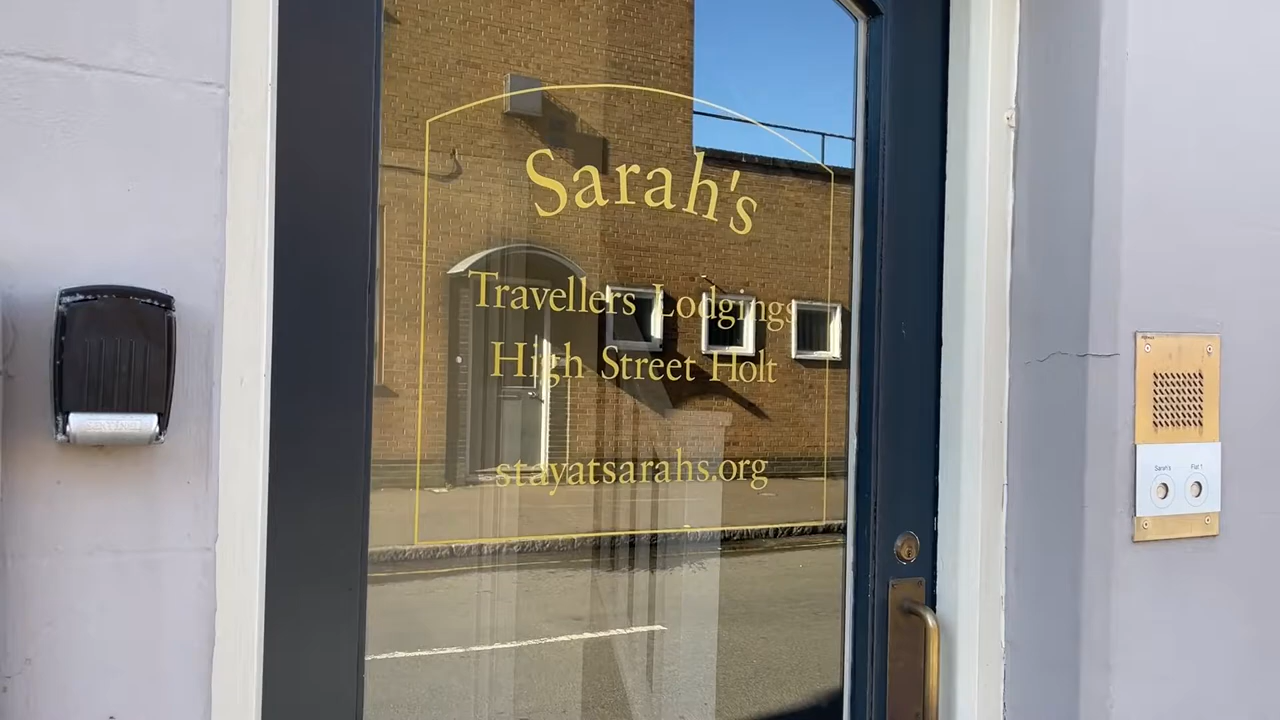 Sarah's
Travellers Lodgings
High Street Holt
stayatsarahs.org
Sarah's
Flat 1